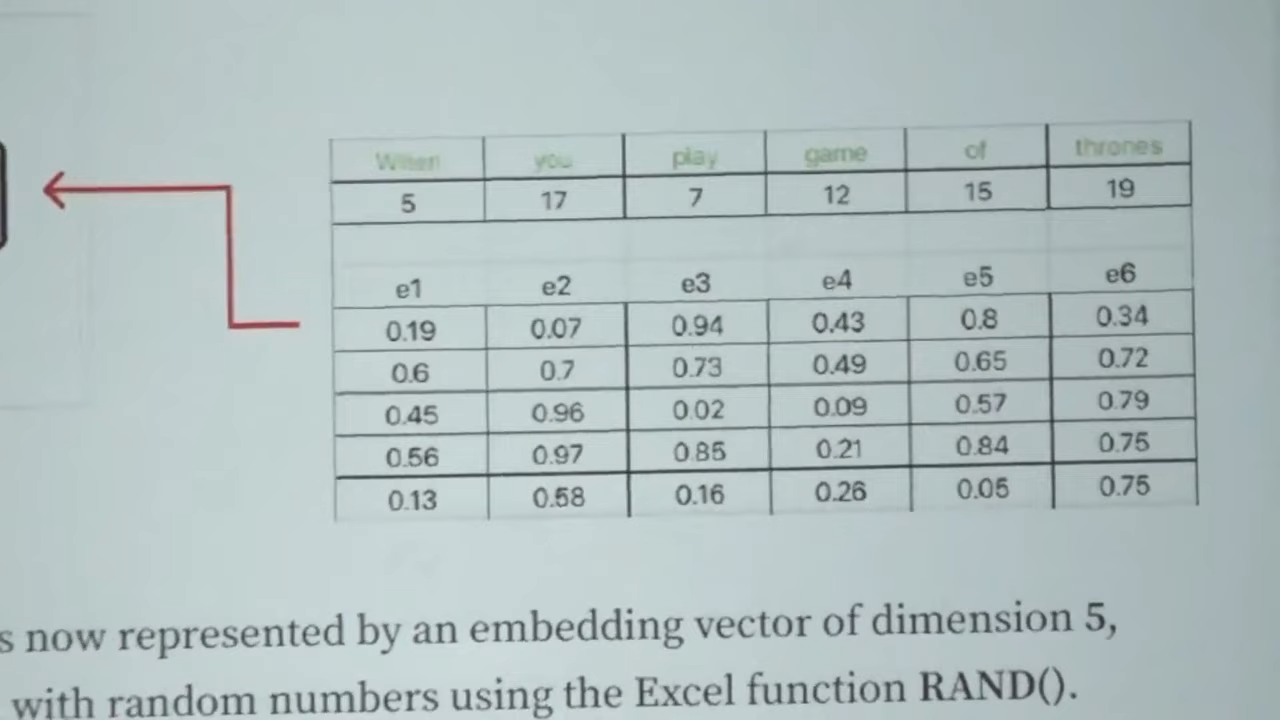 When you play game of thrones
5 17 7 12 15 19
e1 e2 e3 e4 e5 e6
0.19 0.07 0.94 0.43 0.8 0.34
0.6 0.7 0.73 0.49 0.65 0.72
0.45 0.96 0.02 0.09 0.57 0.79
0.56 0.97 0.85 0.21 0.84 0.75
0.13 0.58 0.16 0.26 0.05 0.75
s now represented by an embedding vector of dimension 5,
with random numbers using the Excel function RAND().